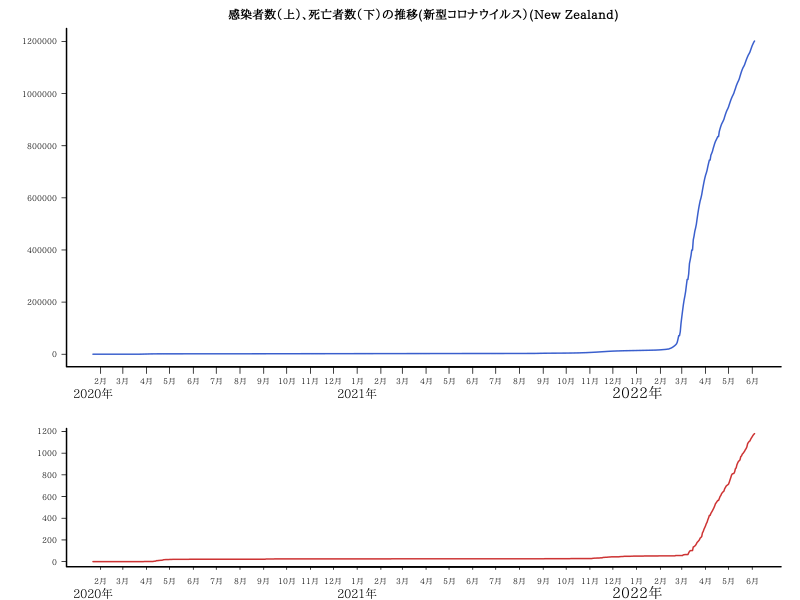 感染者数（上）、死亡者数（下）の推移(新型コロナウイルス）(New Zealand)
1200000
1000000
800000
600000
400000
200000
0
2月 3月 4月 5月 6月 7月 8月 9月 10月 11月 12月 1月 2月 3月 4月 5月 6月 7月 8月 9月 10月 11月 12月 1月 2月 3月 4月 5月 6月
2020年 2021年 2022年
1200
1000
800
600
400
200
0
2月 3月 4月 5月 6月 7月 8月 9月 10月 11月 12月 1月 2月 3月 4月 5月 6月 7月 8月 9月 10月 11月 12月 1月 2月 3月 4月 5月 6月
2020年 2021年 2022年